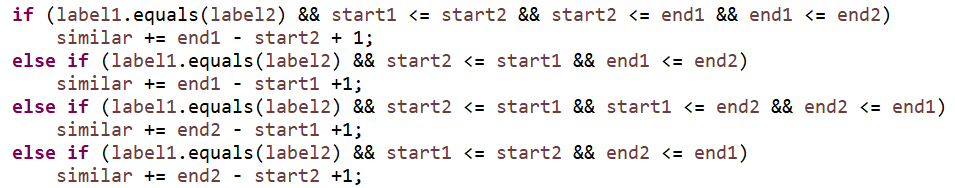 if (label1.equals(label2) && start1 <= start2 && start2 <= end1 && end1 <= end2)
    similar += end1 - start2 + 1;
else if (label1.equals(label2) && start2 <= start1 && end1 <= end2)
    similar += end1 - start1 +1;
else if (label1.equals(label2) && start2 <= start1 && start1 <= end2 && end2 <= end1)
    similar += end2 - start1 +1;
else if (label1.equals(label2) && start1 <= start2 && end2 <= end1)
    similar += end2 - start2 +1;